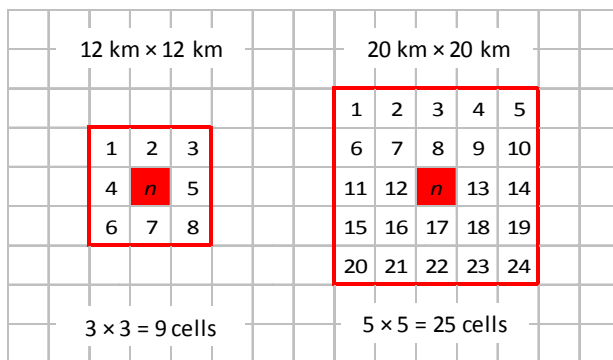 12 km × 12 km
1 2 3
4 n 5
6 7 8
3 × 3 = 9 cells
20 km × 20 km
1 2 3 4 5
6 7 8 9 10
11 12 n 13 14
15 16 17 18 19
20 21 22 23 24
5 × 5 = 25 cells